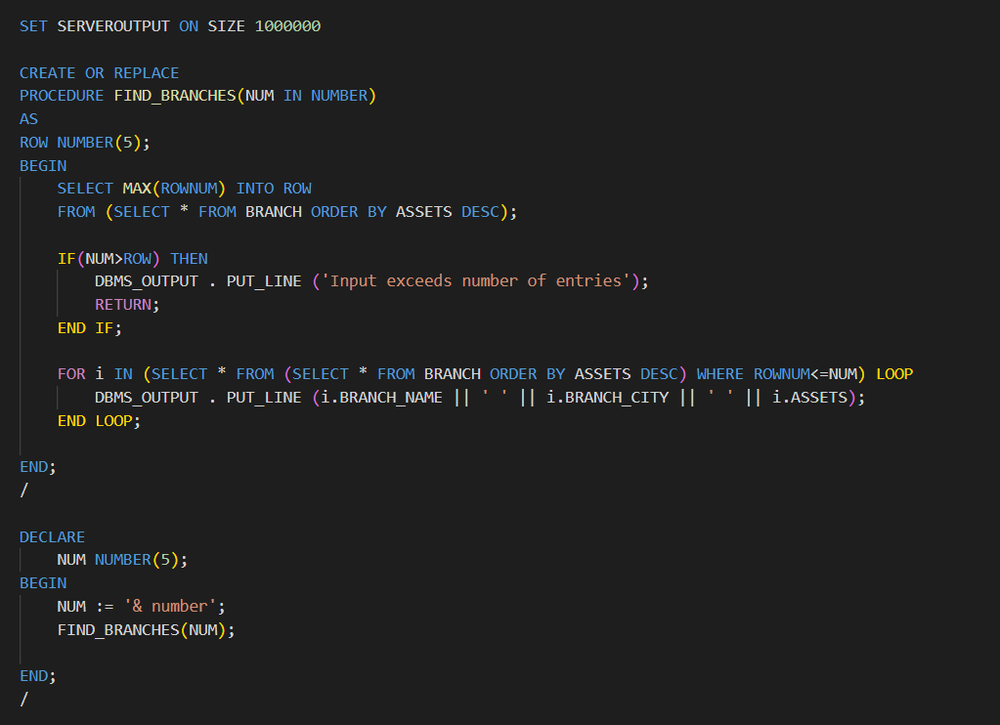 SET SERVEROUTPUT ON SIZE 1000000
CREATE OR REPLACE
PROCEDURE FIND_BRANCHES(NUM IN NUMBER)
AS
ROW NUMBER(5);
BEGIN
SELECT MAX(ROWNUM) INTO ROW
FROM (SELECT * FROM BRANCH ORDER BY ASSETS DESC);
IF(NUM>ROW) THEN
DBMS_OUTPUT . PUT_LINE ('Input exceeds number of entries');
RETURN;
END IF;
FOR i IN (SELECT * FROM (SELECT * FROM BRANCH ORDER BY ASSETS DESC) WHERE ROWNUM<=NUM) LOOP
DBMS_OUTPUT . PUT_LINE (i.BRANCH_NAME || ' ' || i.BRANCH_CITY || ' ' || i.ASSETS);
END LOOP;
END;
/
DECLARE
NUM NUMBER(5);
BEGIN
NUM := '& number';
FIND_BRANCHES(NUM);
END;
/